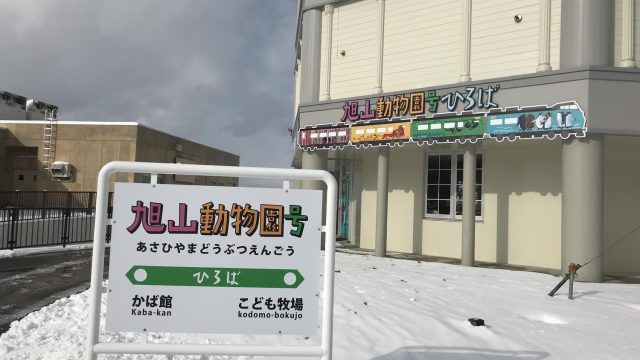 旭山動物園号ひろば
旭山動物園号
あさひやまどうぶつえんごう
ひろば
かば館 こども牧場
Kaba-kan kodomo-bokujo